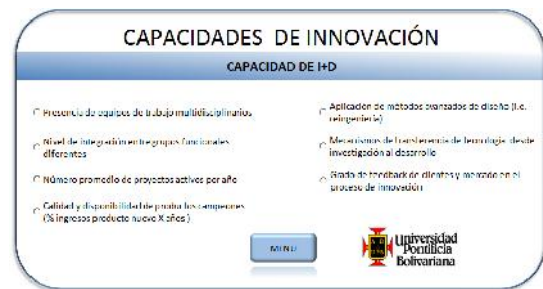 CAPACIDADES DE INNOVACIÓN
CAPACIDAD DE I+D
Presencia de equipos de trabajo multidisciplinarios
Nivel de integración entre grupos funcionales
diferentes
Número promedio de proyectos activos por año
Calidad y disponibilidad de productos campeones
(% ingresos producto nuevo X años )
Aplicación de métodos avanzados de diseño (i.e.
reingeniería)
Mecanismos de transferencia de tecnología desde
investigación al desarrollo
Grado de feedback de clientes y mercado en el
proceso de innovación
MENU
Universidad
Pontificia
Bolivariana